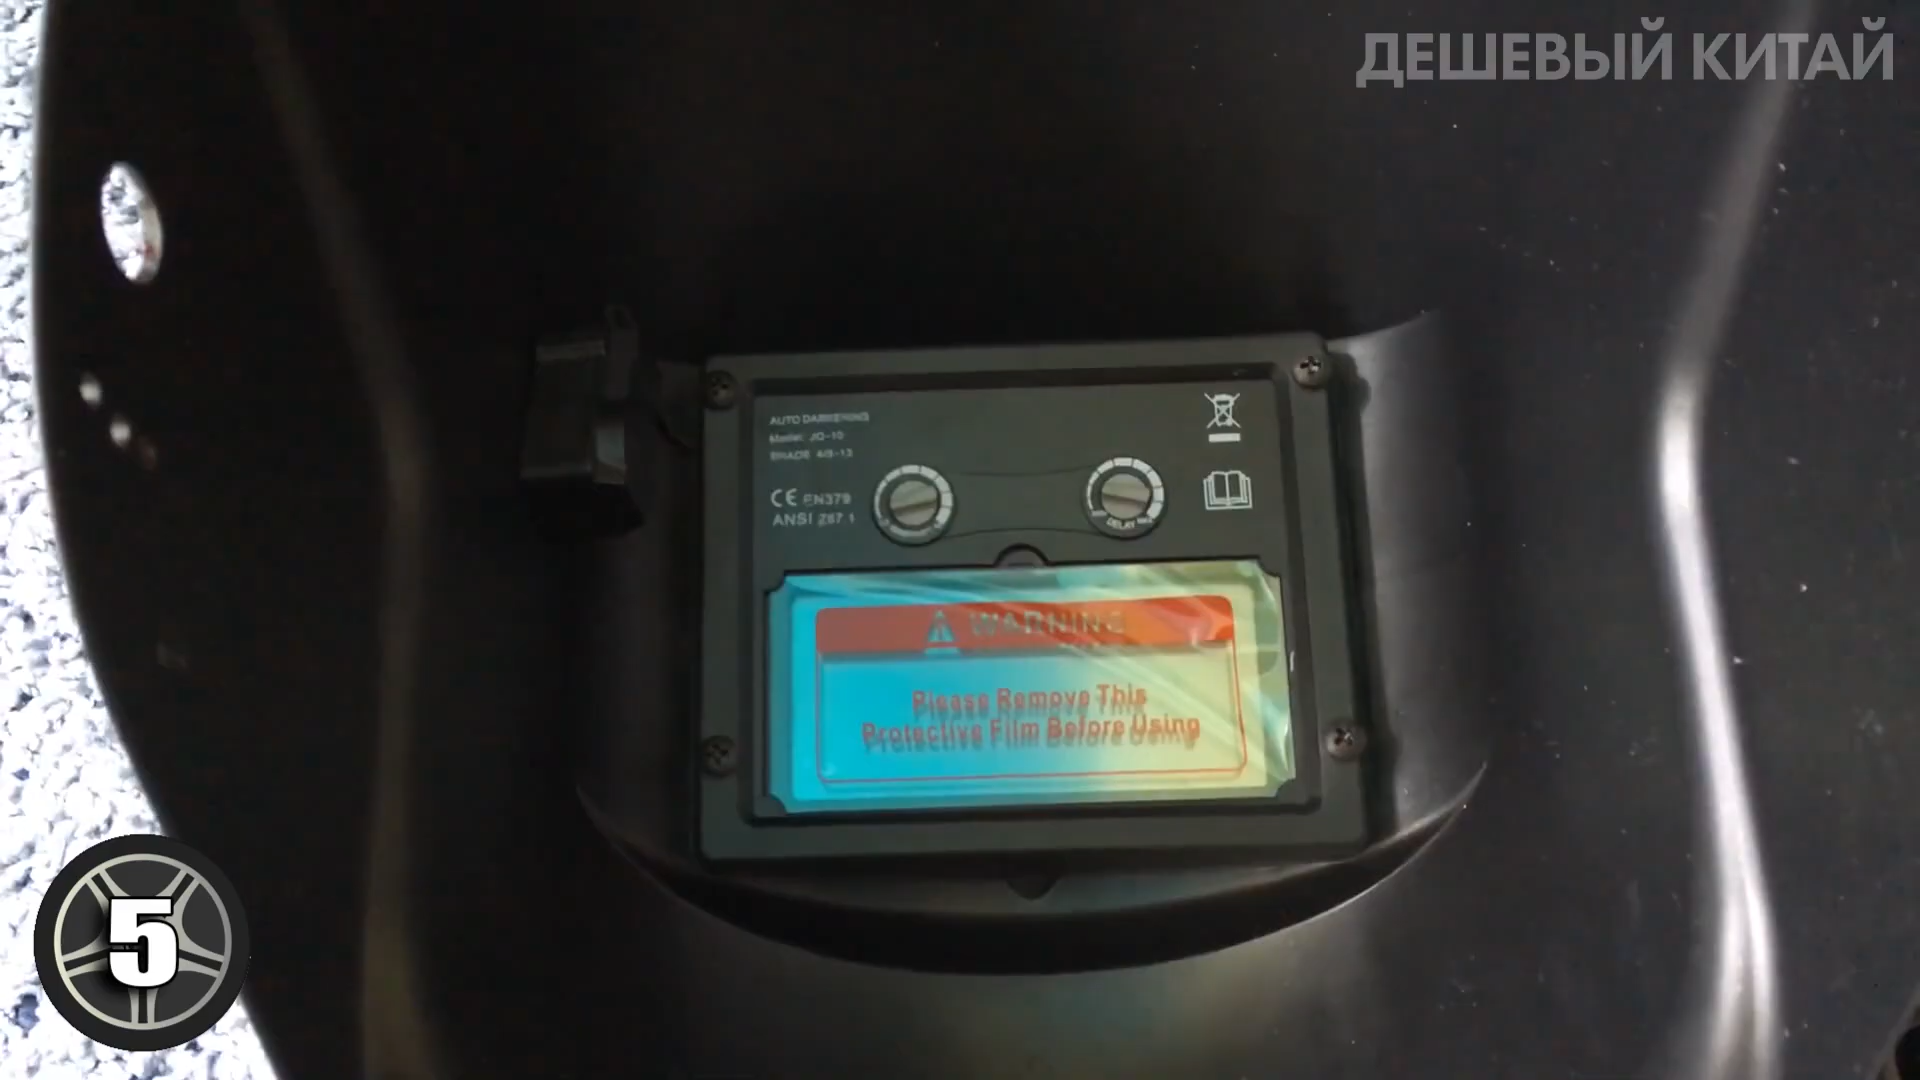 ДЕШЕВЫЙ КИТАЙ
AUTO DARKENING
Model: JQ-10
SHADE 4/9-13
CE EN379
ANSI Z87.1
DELAY
WARNING
Please Remove This
Protective Film Before Using
5